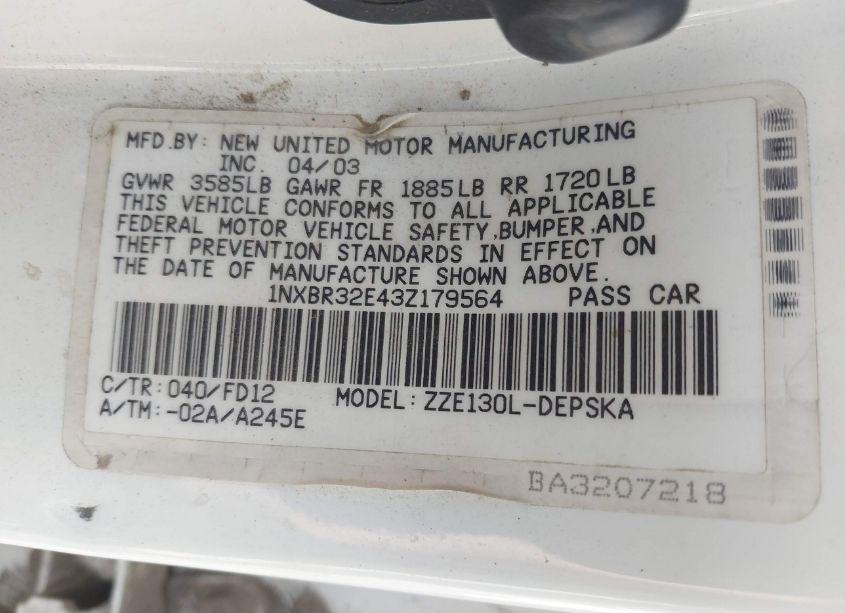 MFD.BY: NEW UNITED MOTOR MANUFACTURING
INC. 04/03
GVWR 3585LB GAWR FR 1885LB RR 1720LB
THIS VEHICLE CONFORMS TO ALL APPLICABLE
FEDERAL MOTOR VEHICLE SAFETY,BUMPER,AND
THEFT PREVENTION STANDARDS IN EFFECT ON
THE DATE OF MANUFACTURE SHOWN ABOVE.
1NXBR32E43Z179564 PASS CAR
C/TR: 040/FD12 MODEL: ZZE130L-DEPSKA
A/TM: -02A/A245E
BA3207218